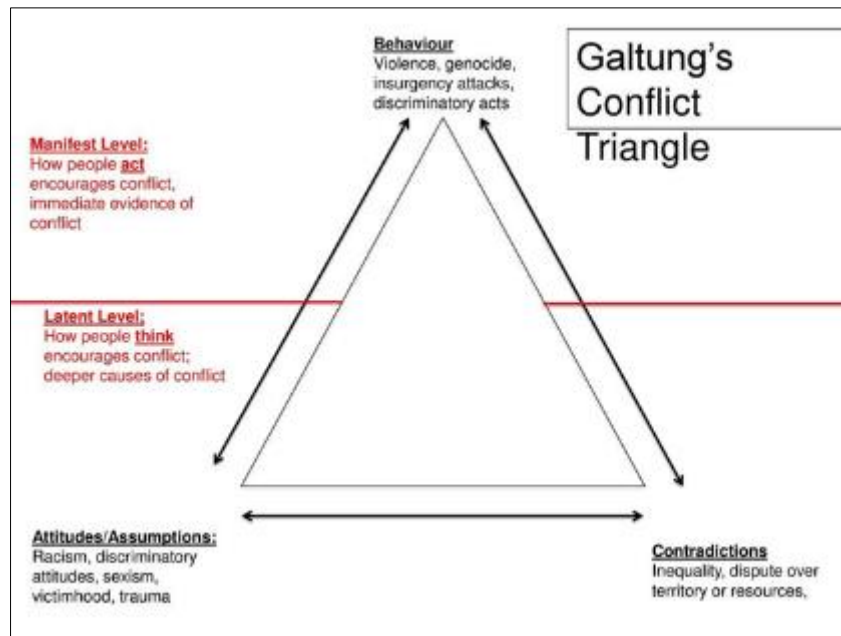 Behaviour
Violence, genocide,
insurgency attacks,
discriminatory acts
Galtung's
Conflict
Triangle
Manifest Level:
How people act
encourages conflict,
immediate evidence of
conflict
Latent Level:
How people think
encourages conflict;
deeper causes of conflict
Attitudes/Assumptions:
Racism, discriminatory
attitudes, sexism,
victimhood, trauma
Contradictions
Inequality, dispute over
territory or resources,